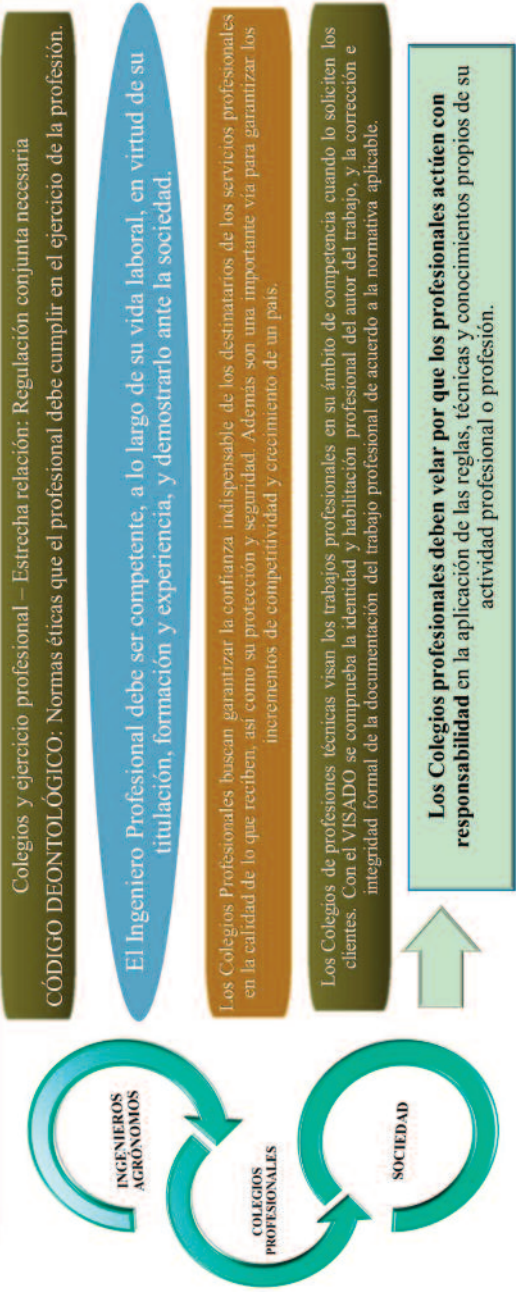 Colegios y ejercicio profesional – Estrecha relación: Regulación conjunta necesaria
CÓDIGO DEONTOLÓGICO: Normas éticas que el profesional debe cumplir en el ejercicio de la profesión.
El Ingeniero Profesional debe ser competente, a lo largo de su vida laboral, en virtud de su
titulación, formación y experiencia, y demostrarlo ante la sociedad.
Los Colegios Profesionales buscan garantizar la confianza indispensable de los destinatarios de los servicios profesionales
en la calidad de lo que reciben, así como su protección y seguridad. Además son una importante vía para garantizar los
incrementos de competitividad y crecimiento de un país.
Los Colegios de profesiones técnicas visan los trabajos profesionales en su ámbito de competencia cuando lo soliciten los
clientes. Con el VISADO se comprueba la identidad y habilitación profesional del autor del trabajo, y la corrección e
integridad formal de la documentación del trabajo profesional de acuerdo a la normativa aplicable.
Los Colegios profesionales deben velar por que los profesionales actúen con
responsabilidad en la aplicación de las reglas, técnicas y conocimientos propios de su
actividad profesional o profesión.
INGENIEROS
AGRÓNOMOS
COLEGIOS
PROFESIONALES
SOCIEDAD